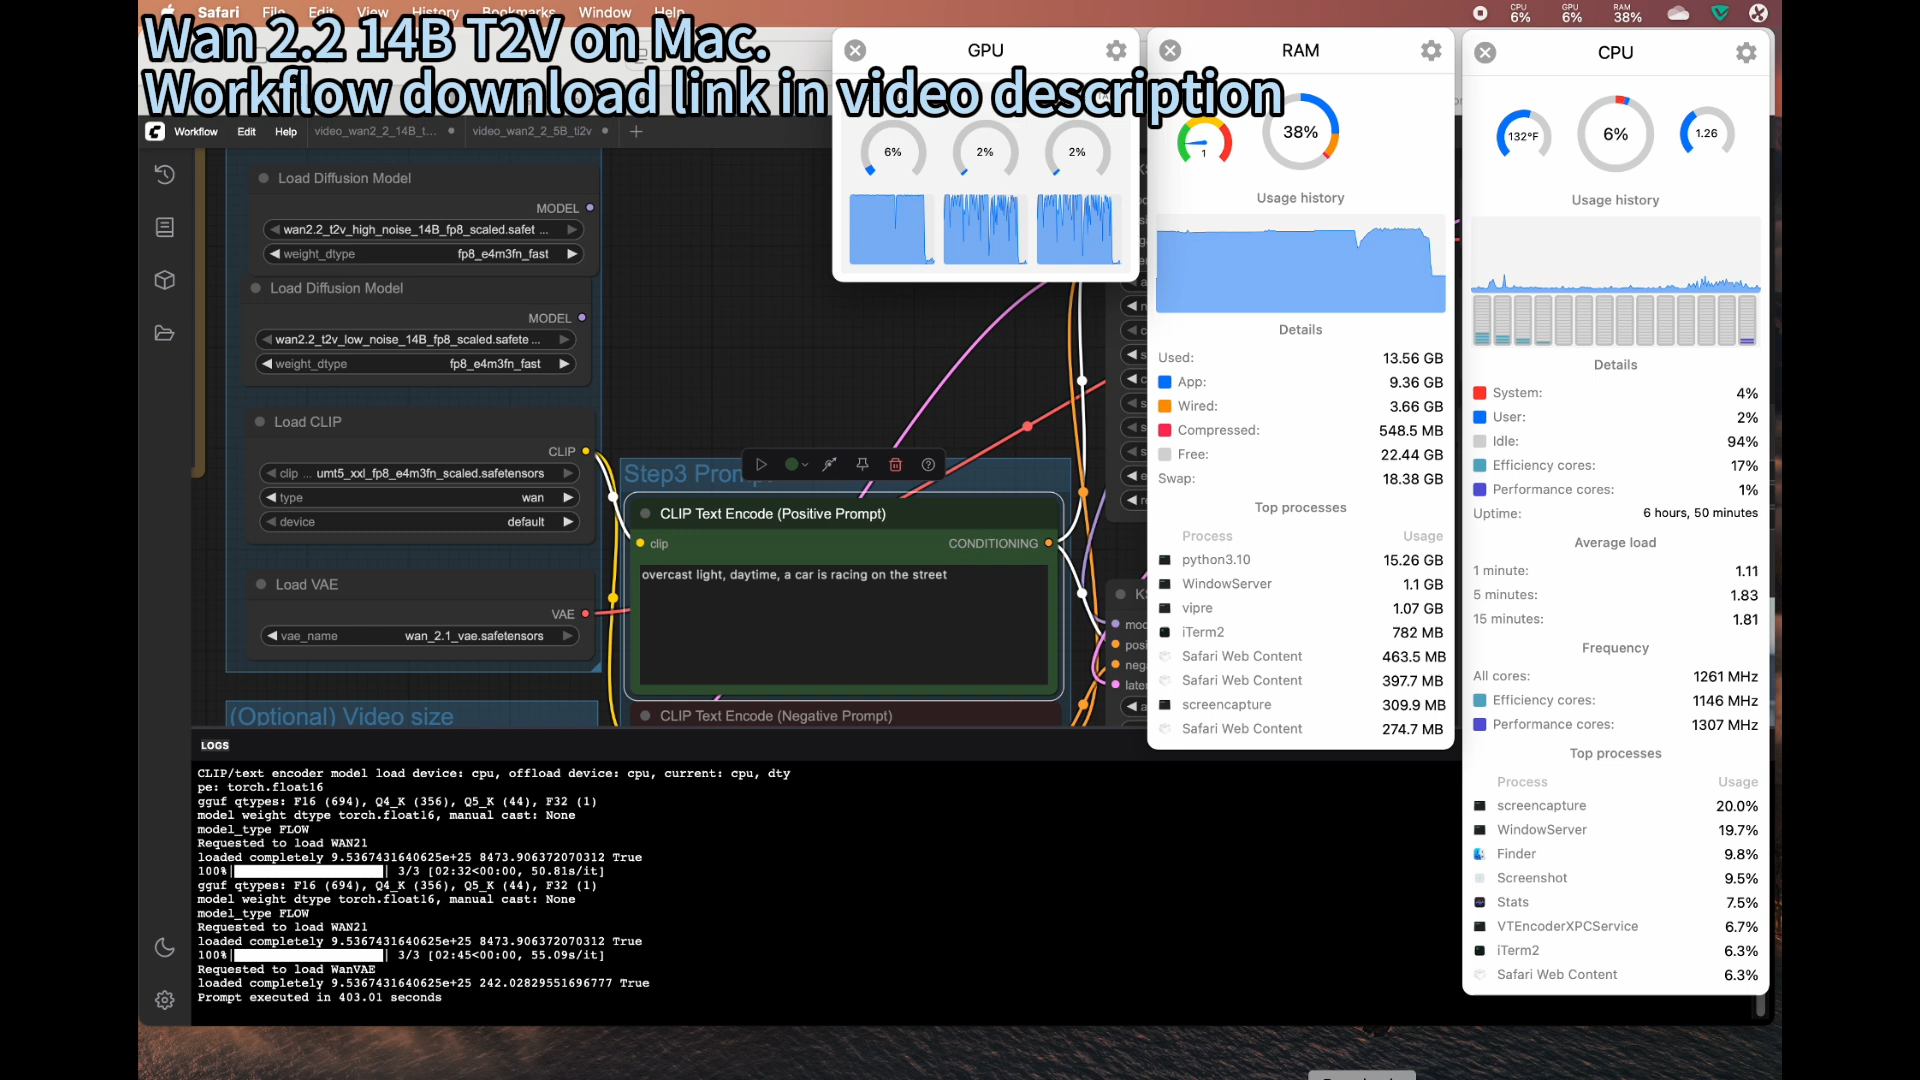 Safari File Edit View History Bookmarks Window Help
CPU 6% GPU 6% RAM 38%
Wan 2.2 14B T2V on Mac.
Workflow download link in video description
Workflow Edit Help video_wan2_2_14B_t... video_wan2_2_5B_ti2v
Load Diffusion Model
MODEL
wan2.2_t2v_high_noise_14B_fp8_scaled.safet ...
weight_dtype fp8_e4m3fn_fast
Load Diffusion Model
MODEL
wan2.2_t2v_low_noise_14B_fp8_scaled.safete ...
weight_dtype fp8_e4m3fn_fast
Load CLIP
CLIP
clip ... umt5_xxl_fp8_e4m3fn_scaled.safetensors
type wan
device default
Load VAE
VAE
vae_name wan_2.1_vae.safetensors
(Optional) Video size
CLIP Text Encode (Positive Prompt)
clip CONDITIONING
overcast light, daytime, a car is racing on the street
CLIP Text Encode (Negative Prompt)
LOGS
CLIP/text encoder model load device: cpu, offload device: cpu, current: cpu, dty
pe: torch.float16
gguf qtypes: F16 (694), Q4_K (356), Q5_K (44), F32 (1)
model weight dtype torch.float16, manual cast: None
model_type FLOW
Requested to load WAN21
loaded completely 9.5367431640625e+25 8473.906372070312 True
100%| | 3/3 [02:32<00:00, 50.81s/it]
gguf qtypes: F16 (694), Q4_K (356), Q5_K (44), F32 (1)
model weight dtype torch.float16, manual cast: None
model_type FLOW
Requested to load WAN21
loaded completely 9.5367431640625e+25 8473.906372070312 True
100%| | 3/3 [02:45<00:00, 55.09s/it]
Requested to load WanVAE
loaded completely 9.5367431640625e+25 242.02829551696777 True
Prompt executed in 403.01 seconds
GPU
6% 2% 2%
RAM
1 38%
Usage history
Details
Used: 13.56 GB
App: 9.36 GB
Wired: 3.66 GB
Compressed: 548.5 MB
Free: 22.44 GB
Swap: 18.38 GB
Top processes
Process Usage
python3.10 15.26 GB
WindowServer 1.1 GB
vipre 1.07 GB
iTerm2 782 MB
Safari Web Content 463.5 MB
Safari Web Content 397.7 MB
screencapture 309.9 MB
Safari Web Content 274.7 MB
CPU
132°F 6% 1.26
Usage history
Details
System: 4%
User: 2%
Idle: 94%
Efficiency cores: 17%
Performance cores: 1%
Uptime: 6 hours, 50 minutes
Average load
1 minute: 1.11
5 minutes: 1.83
15 minutes: 1.81
Frequency
All cores: 1261 MHz
Efficiency cores: 1146 MHz
Performance cores: 1307 MHz
Top processes
Process Usage
screencapture 20.0%
WindowServer 19.7%
Finder 9.8%
Screenshot 9.5%
Stats 7.5%
VTEncoderXPCService 6.7%
iTerm2 6.3%
Safari Web Content 6.3%